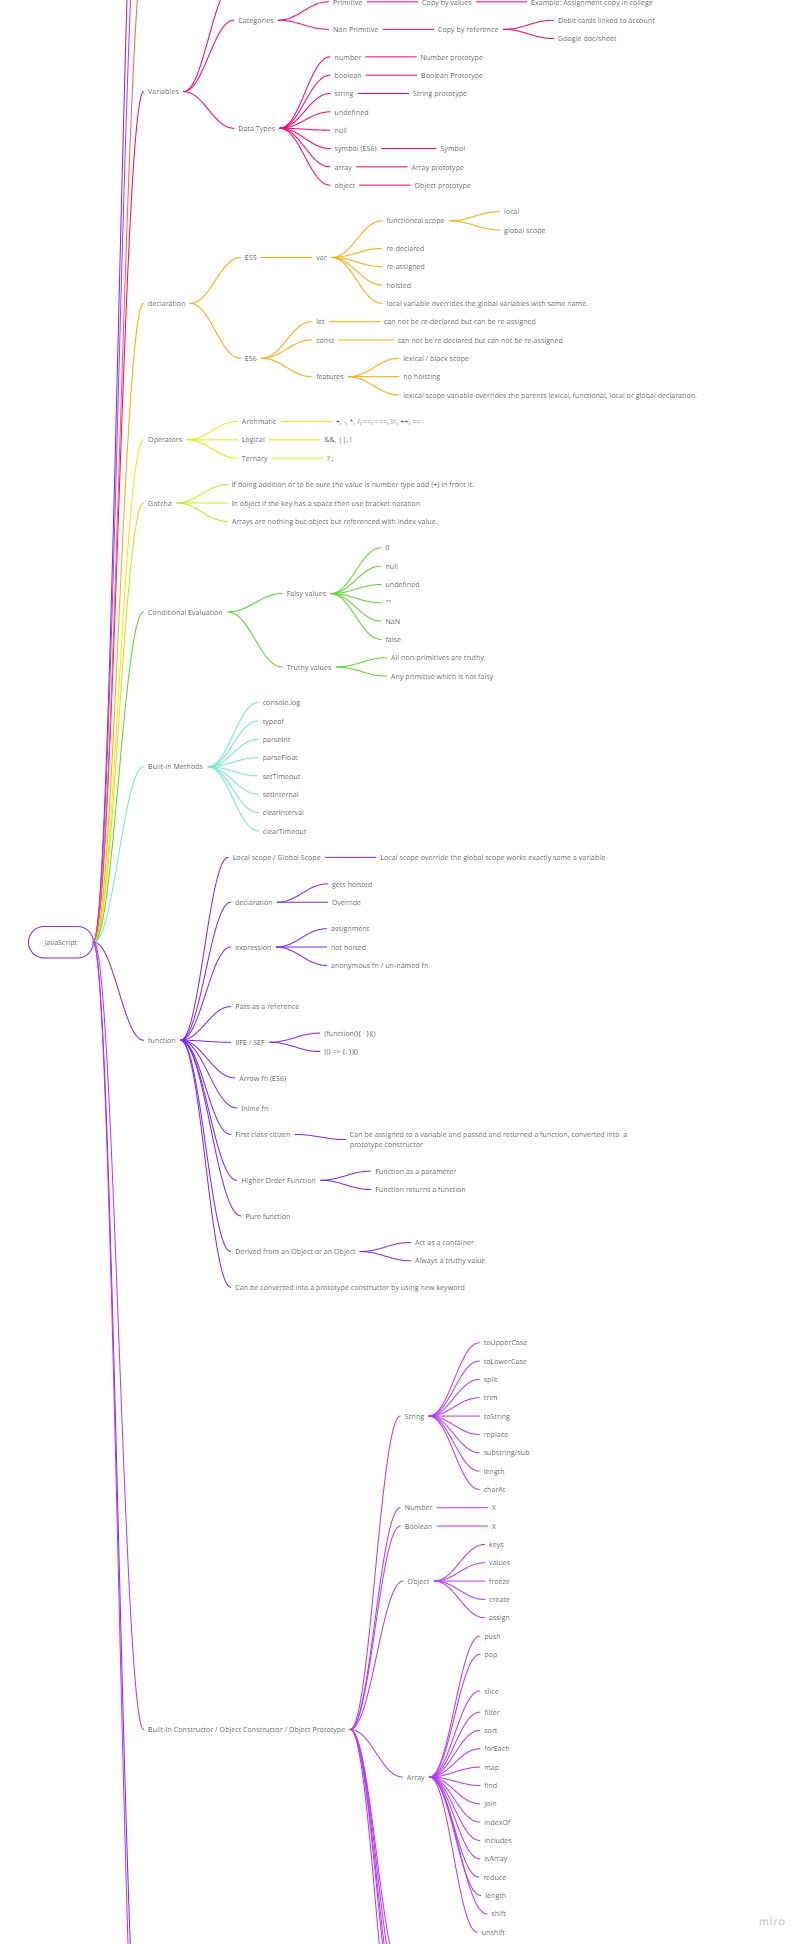 Primitive
Copy by values
Example: Assignment copy in college
Categories
Debit cards linked to account
Non Primitive
Copy by reference
Google doc/sheet
number
Number prototype
boolean
Boolean Prototype
Variables
string
String prototype
undefined
Data Types
null
symbol (ES6)
Symbol
array
Array prototype
object
Object prototype
local
functioncal scope
global scope
re-declared
ES5
var
re-assigned
hoisted
declaration
local variable overrides the global variables with same name.
let
can not be re-declared but can be re-assigned
const
can not be re-declared but can not be re-assigned
ES6
lexical / block scope
features
no hoisting
lexical scope variable overrides the parents lexical, functional, local or global declaration.
Arithmatic
+, -, *, /, ==, ===, !=, ++, ==
Operators
Logical
&&, ||, !
Ternary
? :
If doing addition or to be sure the value is number type add (+) in front it.
Gotcha
In object if the key has a space then use bracket notation
Arrays are nothing but object but referenced with index value.
0
null
undefined
Falsy values
""
Conditional Evaluation
NaN
false
All non-primitives are truthy.
Truthy values
Any primitive which is not falsy
console.log
typeof
parseInt
parseFloat
Built-in Methods
setTimeout
setInternal
clearInterval
clearTimeout
Local scope / Global Scope
Local scope override the global scope works exactly same a variable
gets hoisted
declaration
Override
assignment
JavaScript
expression
not hoised
anonymous fn / un-named fn
Pass as a reference
(function(){ })()
function
IIFE / SEF
(() => {. })()
Arrow fn (ES6)
Inline fn
First class citizen
Can be assigned to a variable and passed and returned a function, converted into a
prototype constructor
Function as a parameter
Higher Order Function
Function returns a function
Pure function
Act as a container
Derived from an Object or an Object
Always a truthy value
Can be converted into a prototype constructor by using new keyword
toUpperCase
toLowerCase
split
trim
String
toString
replace
substring/sub
length
charAt
Number
X
Boolean
X
keys
values
Object
freeze
create
assign
push
pop
slice
filter
Built-In Constructor / Object Constructor / Object Prototype
sort
forEach
map
Array
find
join
indexOf
includes
isArray
reduce
length
shift
miro
unshift